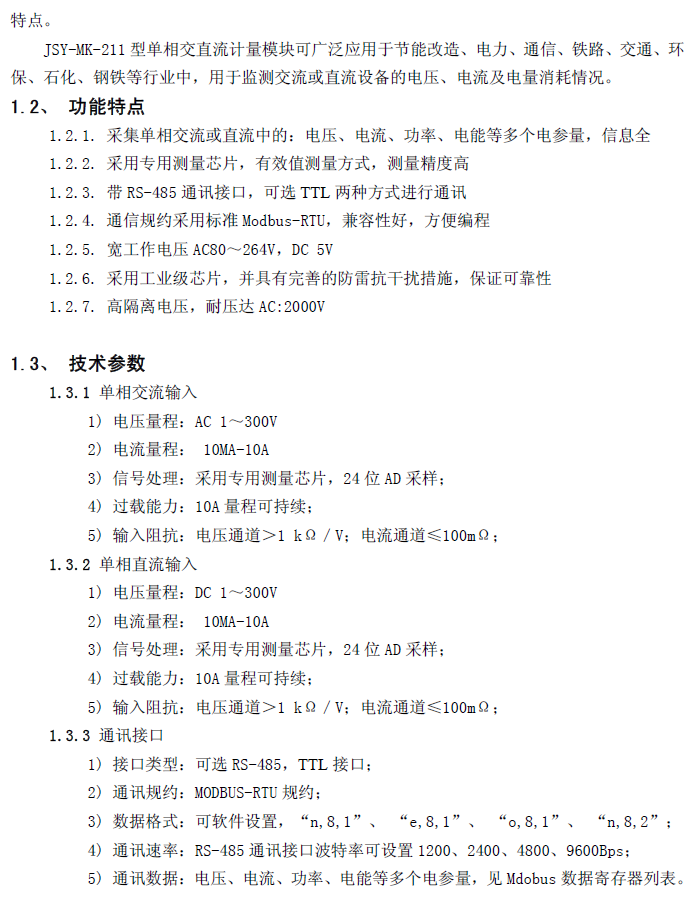 特点。
JSY-MK-211 型单相交直流计量模块可广泛应用于节能改造、电力、通信、铁路、交通、环
保、石化、钢铁等行业中，用于监测交流或直流设备的电压、电流及电量消耗情况。
1.2、 功能特点
1.2.1. 采集单相交流或直流中的：电压、电流、功率、电能等多个电参量，信息全
1.2.2. 采用专用测量芯片，有效值测量方式，测量精度高
1.2.3. 带 RS-485 通讯接口，可选 TTL 两种方式进行通讯
1.2.4. 通信规约采用标准 Modbus-RTU，兼容性好，方便编程
1.2.5. 宽工作电压 AC80～264V，DC 5V
1.2.6. 采用工业级芯片，并具有完善的防雷抗干扰措施，保证可靠性
1.2.7. 高隔离电压，耐压达 AC:2000V
1.3、 技术参数
1.3.1 单相交流输入
1) 电压量程：AC 1～300V
2) 电流量程： 10MA-10A
3) 信号处理：采用专用测量芯片，24 位 AD 采样；
4) 过载能力：10A 量程可持续；
5) 输入阻抗：电压通道＞1 kΩ／V；电流通道≤100mΩ；
1.3.2 单相直流输入
1) 电压量程：DC 1～300V
2) 电流量程： 10MA-10A
3) 信号处理：采用专用测量芯片，24 位 AD 采样；
4) 过载能力：10A 量程可持续；
5) 输入阻抗：电压通道＞1 kΩ／V；电流通道≤100mΩ；
1.3.3 通讯接口
1) 接口类型：可选 RS-485，TTL 接口；
2) 通讯规约：MODBUS-RTU 规约；
3) 数据格式：可软件设置，“n,8,1”、 “e,8,1”、 “o,8,1”、 “n,8,2”；
4) 通讯速率：RS-485 通讯接口波特率可设置 1200、2400、4800、9600Bps；
5) 通讯数据：电压、电流、功率、电能等多个电参量，见 Mdobus 数据寄存器列表。